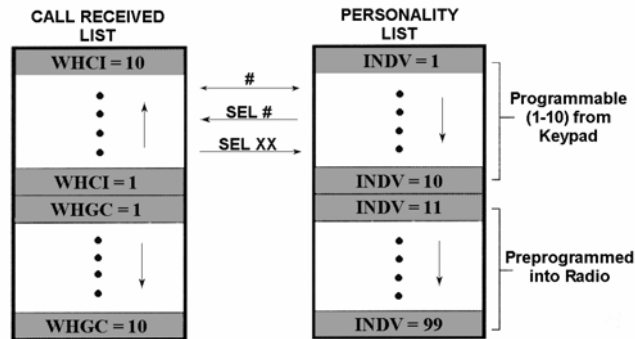 CALL RECEIVED
LIST
WHCI = 10
WHCI = 1
WHGC = 1
WHGC = 10
#
SEL #
SEL XX
PERSONALITY
LIST
INDV = 1
INDV = 10
INDV = 11
INDV = 99
Programmable
(1-10) from
Keypad
Preprogrammed
into Radio